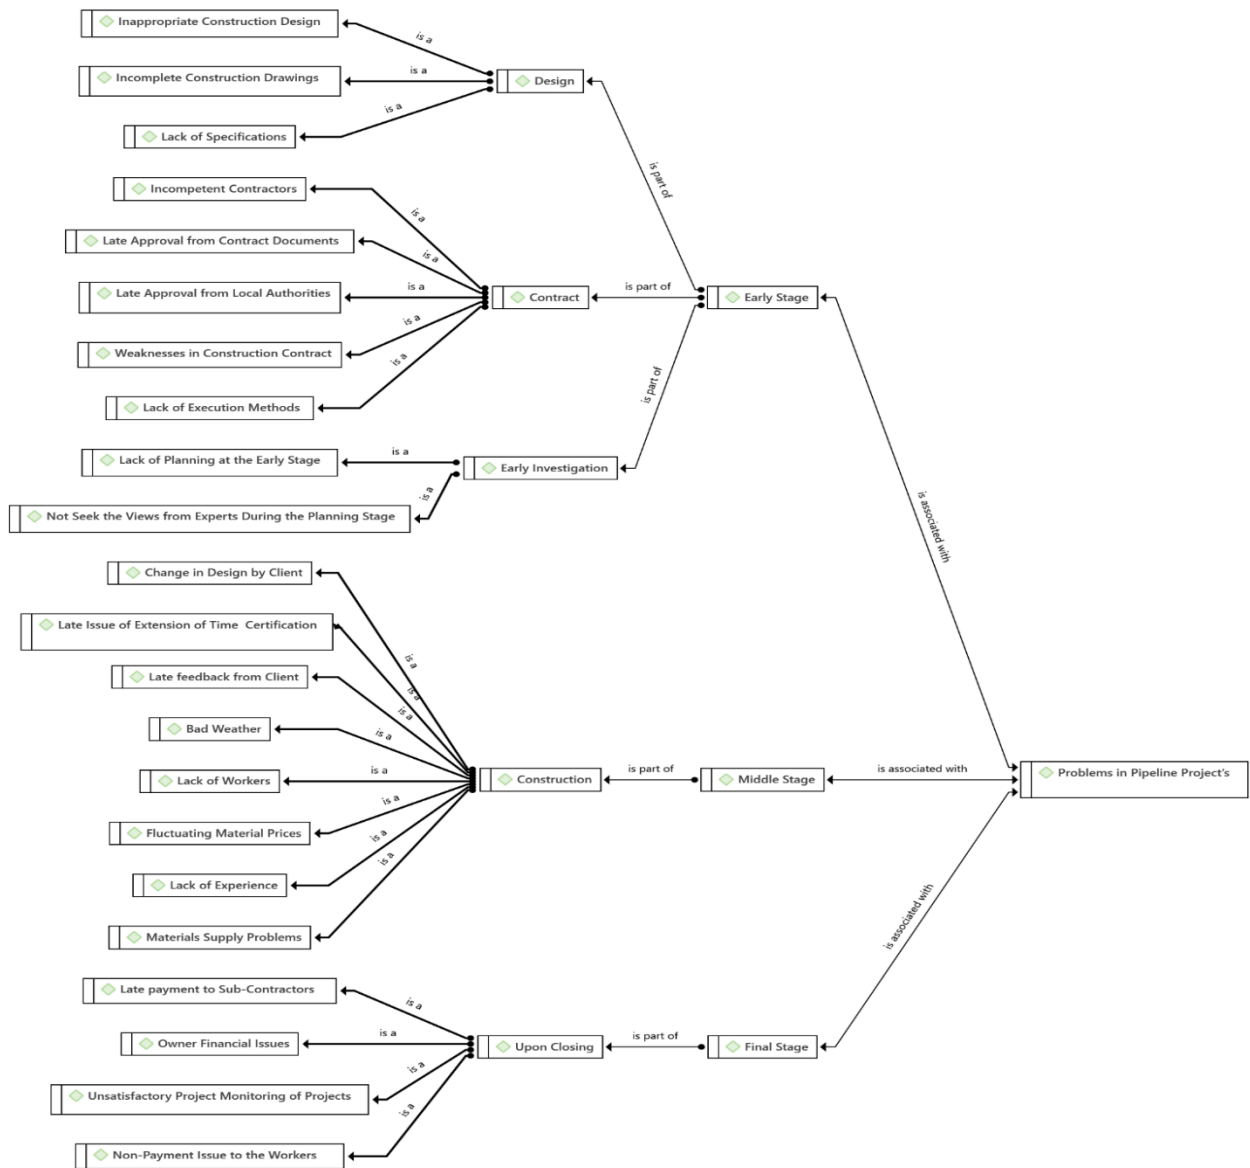 Inappropriate Construction Design
is a
Incomplete Construction Drawings
is a
Design
is a
Lack of Specifications
is part of
Incompetent Contractors
is a
Late Approval from Contract Documents
is a
Late Approval from Local Authorities
is a
Contract
is part of
Early Stage
is a
Weaknesses in Construction Contract
is a
is part of
Lack of Execution Methods
Lack of Planning at the Early Stage
is a
Early Investigation
is a
Not Seek the Views from Experts During the Planning Stage
is associated with
Change in Design by Client
Late Issue of Extension of Time Certification
is a
Late feedback from Client
is a
is a
Bad Weather
is a
Lack of Workers
is a
Construction
is part of
Middle Stage
is associated with
Problems in Pipeline Project's
is a
Fluctuating Material Prices
is a
is a
Lack of Experience
is associated with
Materials Supply Problems
Late payment to Sub-Contractors
is a
Owner Financial Issues
is a
Upon Closing
is part of
Final Stage
is a
Unsatisfactory Project Monitoring of Projects
is a
Non-Payment Issue to the Workers